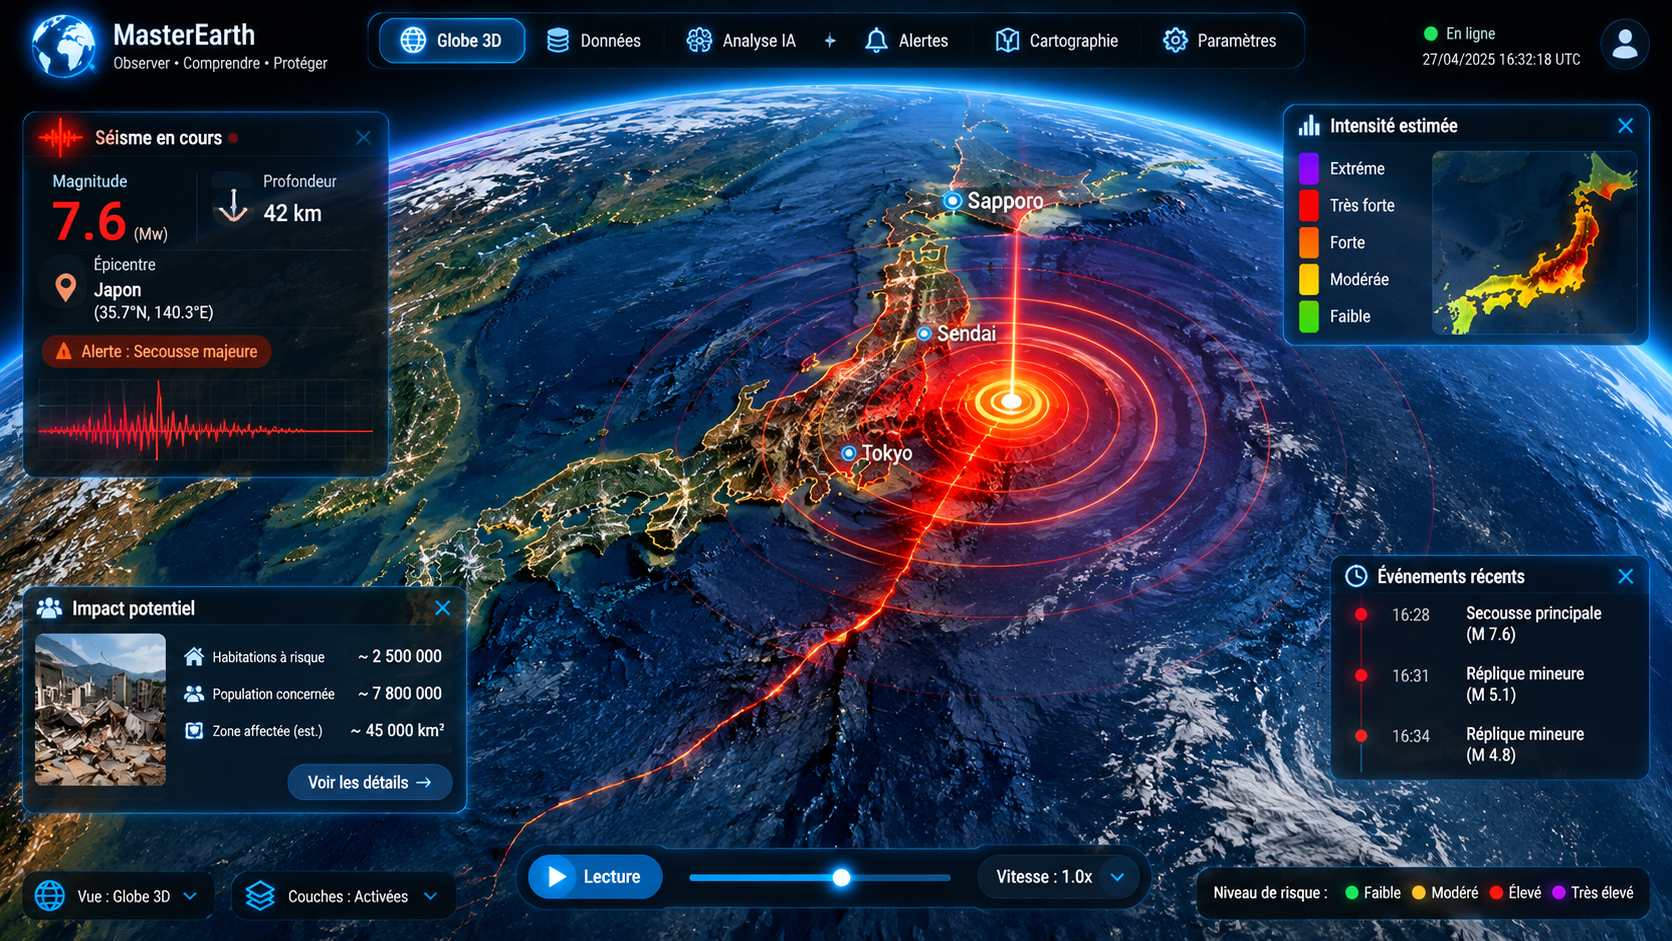 MasterEarth
Observer • Comprendre • Protéger
Globe 3D
Données
Analyse IA
Alertes
Cartographie
Paramètres
En ligne
27/04/2025 16:32:18 UTC
Séisme en cours
Magnitude
7.6 (Mw)
Profondeur
42 km
Épicentre
Japon
(35.7°N, 140.3°E)
Alerte : Secousse majeure
Sapporo
Sendai
Tokyo
Intensité estimée
Extréme
Très forte
Forte
Modérée
Faible
Impact potentiel
Habitations à risque ~ 2 500 000
Population concernée ~ 7 800 000
Zone affectée (est.) ~ 45 000 km²
Voir les détails →
Événements récents
16:28 Secousse principale
(M 7.6)
16:31 Réplique mineure
(M 5.1)
16:34 Réplique mineure
(M 4.8)
Vue : Globe 3D
Couches : Activées
Lecture
Vitesse : 1.0x
Niveau de risque : Faible Modéré Élevé Très élevé